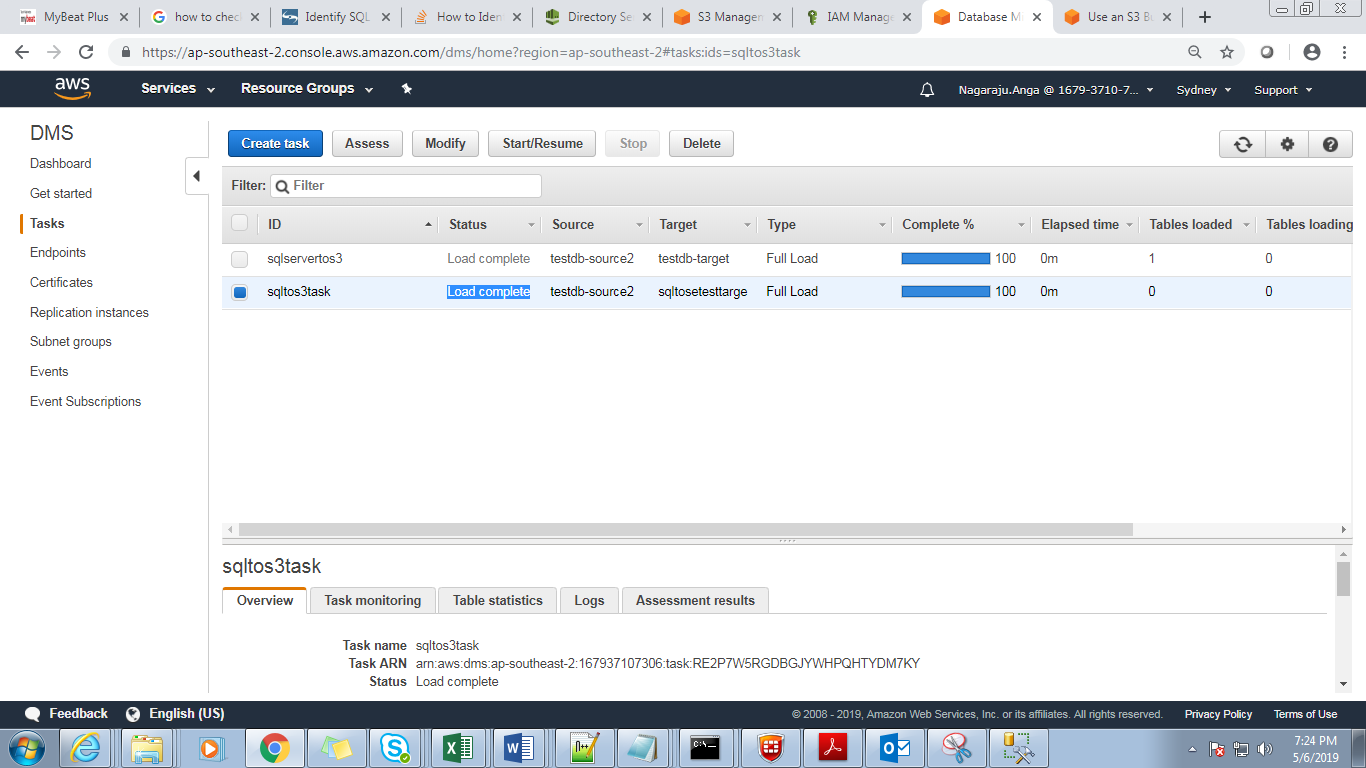 MyBeat Plus
how to chec
Identify SQL
How to Iden
Directory Se
S3 Managem
IAM Manage
Database M
Use an S3 Bu
https://ap-southeast-2.console.aws.amazon.com/dms/home?region=ap-southeast-2#tasks:ids=sqltos3task
aws Services Resource Groups Nagaraju.Anga @ 1679-3710-7... Sydney Support
DMS
Dashboard
Get started
Tasks
Endpoints
Certificates
Replication instances
Subnet groups
Events
Event Subscriptions
Create task Assess Modify Start/Resume Stop Delete
Filter: Filter
ID Status Source Target Type Complete % Elapsed time Tables loaded Tables loading
sqlservertos3 Load complete testdb-source2 testdb-target Full Load 100 0m 1 0
sqltos3task Load complete testdb-source2 sqltosetesttarge Full Load 100 0m 0 0
sqltos3task
Overview Task monitoring Table statistics Logs Assessment results
Task name sqltos3task
Task ARN arn:aws:dms:ap-southeast-2:167937107306:task:RE2P7W5RGDBGJYWHPQHTYDM7KY
Status Load complete
Feedback English (US) © 2008 - 2019, Amazon Web Services, Inc. or its affiliates. All rights reserved. Privacy Policy Terms of Use
7:24 PM
5/6/2019